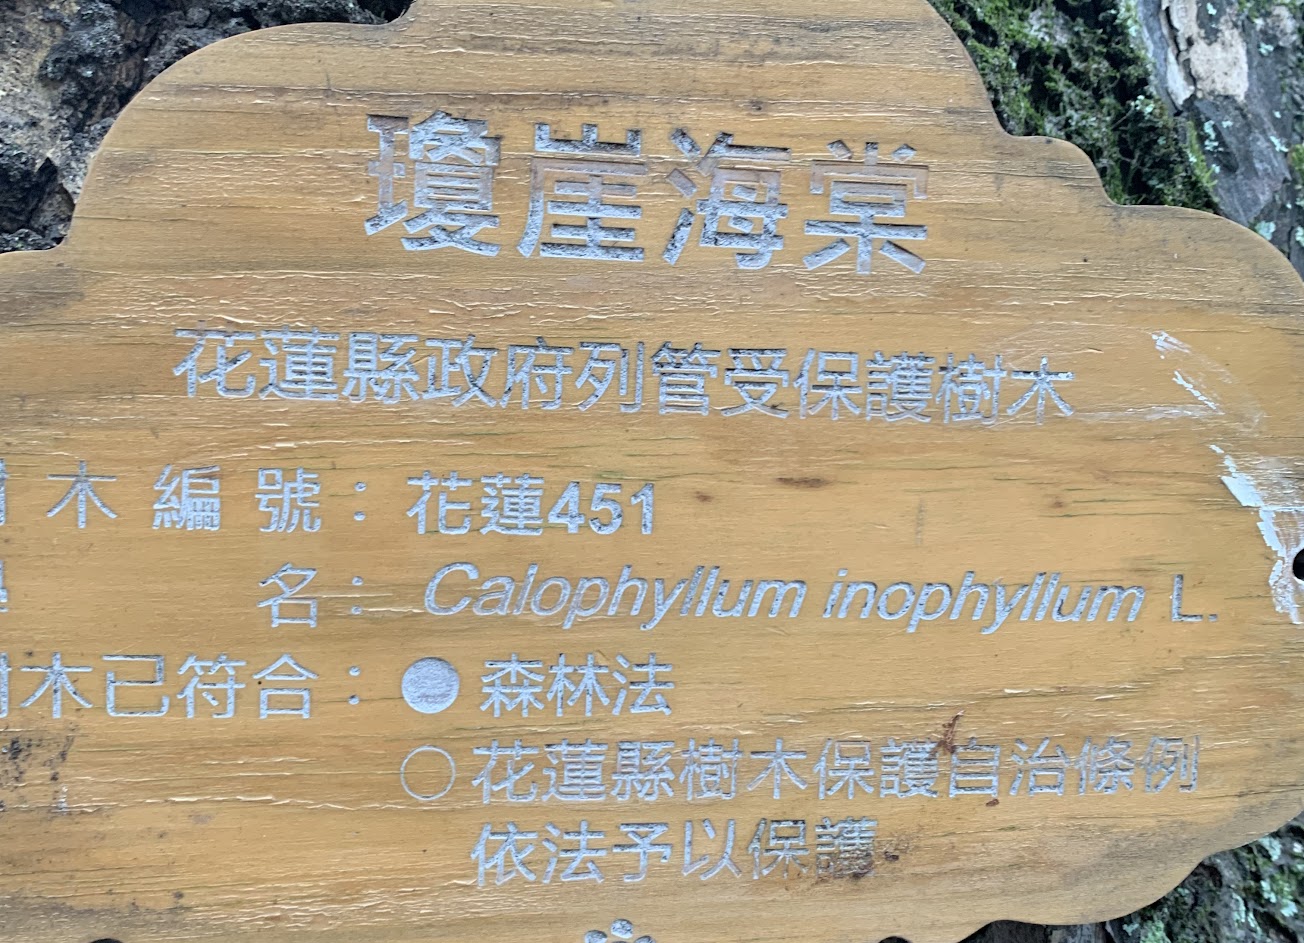 瓊崖海棠
花蓮縣政府列管受保護樹木
木編號：花蓮451
名：Calophyllum inophyllum L.
木已符合：●森林法
○花蓮縣樹木保護自治條例
依法予以保護